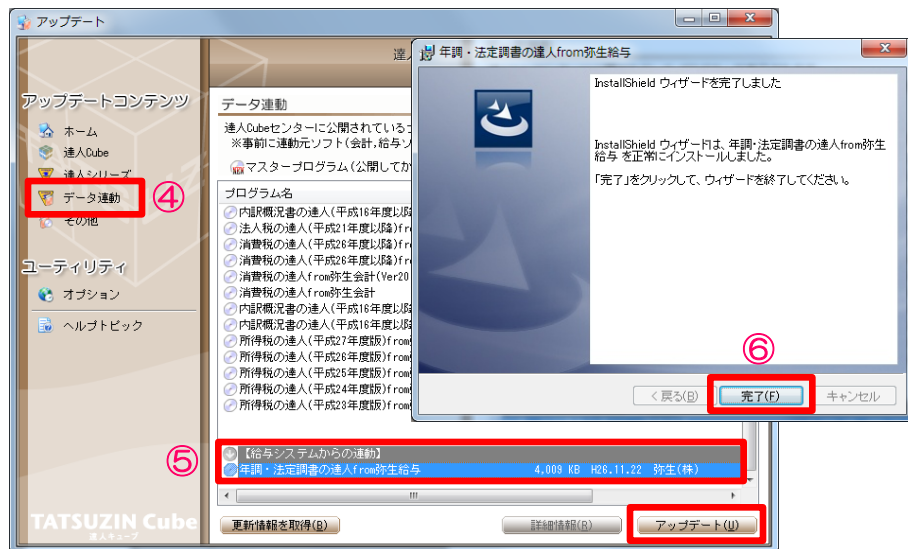 アップデート
達人
アップデートコンテンツ
ホーム
達人Cube
達人シリーズ
データ連動
④
その他
ユーティリティ
オプション
ヘルプトピック
TATSUZIN Cube
達人キューブ
データ連動
達人Cubeセンターに公開されている
※事前に連動元ソフト(会計,給与ソ
マスタープログラム(公開してか
プログラム名
内訳概況書の達人(平成16年度以降
法人税の達人(平成21年度以降)fr
消費税の達人(平成26年度以降)fr
消費税の達人(平成26年度以降)fr
消費税の達人from弥生会計(Ver20
消費税の達人from弥生会計
内訳概況書の達人(平成16年度以降
内訳概況書の達人(平成18年度以降
所得税の達人(平成27年度版)from
所得税の達人(平成26年度版)from
所得税の達人(平成25年度版)from
所得税の達人(平成24年度版)from
所得税の達人(平成23年度版)from
⑤
【給与システムからの連動】
年調・法定調書の達人from弥生給与 4,009 KB H26.11.22 弥生(株)
更新情報を取得(B)
詳細情報(R)
アップデート(U)
年調・法定調書の達人from弥生給与
InstallShield ウィザードを完了しました
InstallShield ウィザードは、年調・法定調書の達人from弥生
給与 を正常にインストールしました。
「完了」をクリックして、ウィザードを終了してください。
⑥
< 戻る(B)
完了(F)
キャンセル